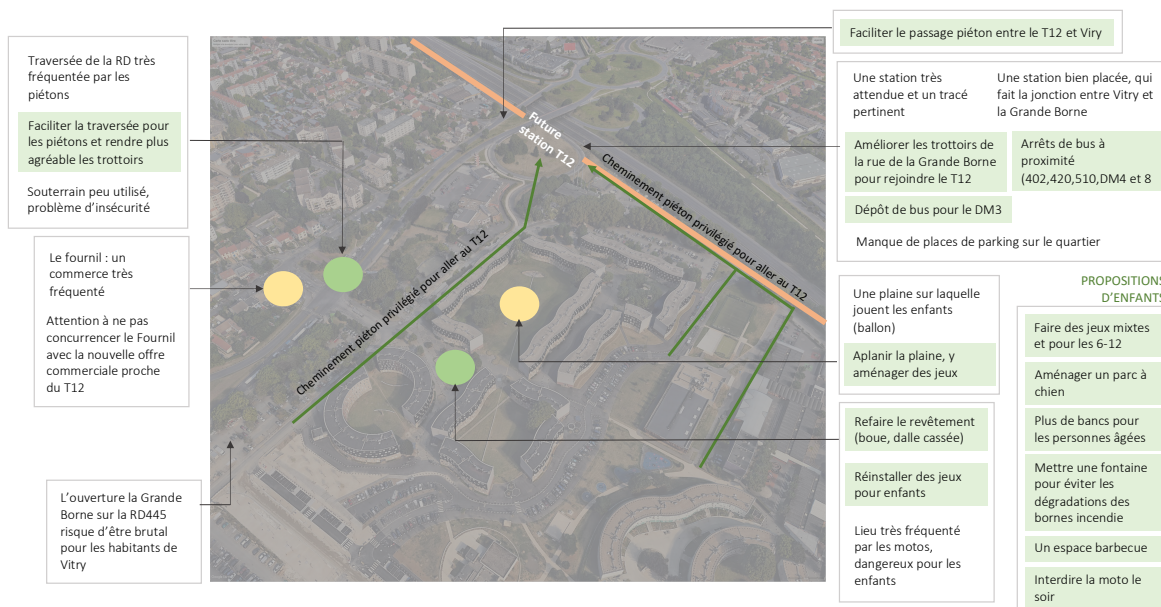 Faciliter le passage piéton entre le T12 et Viry
Traversée de la RD très
fréquentée par les
piétons
Faciliter la traversée pour
les piétons et rendre plus
agréable les trottoirs
Souterrain peu utilisé,
problème d’insécurité
Le fournil : un
commerce très
fréquenté
Attention à ne pas
concurrencer le Fournil
avec la nouvelle offre
commerciale proche
du T12
L’ouverture la Grande
Borne sur la RD445
risque d’être brutal
pour les habitants de
Vitry
Future
station T12
Cheminement piéton privilégié pour aller au T12
Cheminement piéton privilégié pour aller au T12
Une station très
attendue et un tracé
pertinent
Une station bien placée, qui
fait la jonction entre Vitry et
la Grande Borne
Améliorer les trottoirs de
la rue de la Grande Borne
pour rejoindre le T12
Arrêts de bus à
proximité
(402,420,510,DM4 et 8
Dépôt de bus pour le DM3
Manque de places de parking sur le quartier
Une plaine sur laquelle
jouent les enfants
(ballon)
Aplanir la plaine, y
aménager des jeux
Refaire le revêtement
(boue, dalle cassée)
Réinstaller des jeux
pour enfants
Lieu très fréquenté
par les motos,
dangereux pour les
enfants
PROPOSITIONS
D’ENFANTS
Faire des jeux mixtes
et pour les 6-12
Aménager un parc à
chien
Plus de bancs pour
les personnes âgées
Mettre une fontaine
pour éviter les
dégradations des
bornes incendie
Un espace barbecue
Interdire la moto le
soir